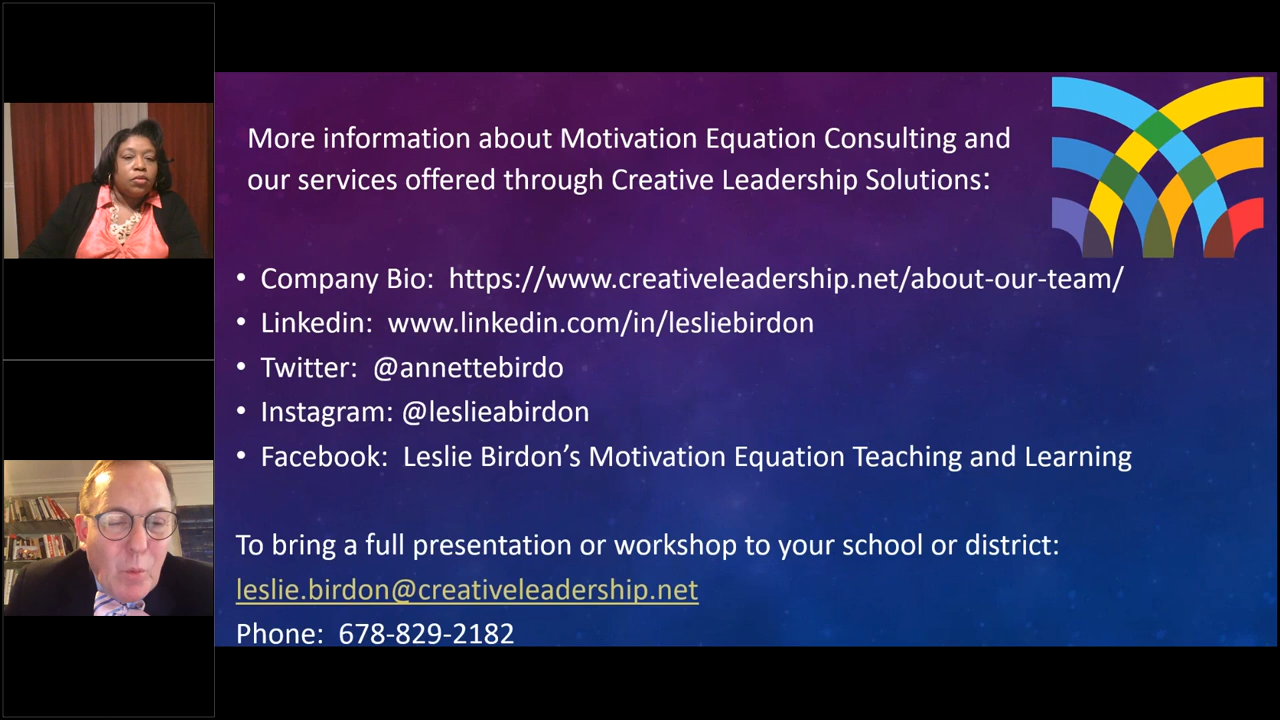 More information about Motivation Equation Consulting and
our services offered through Creative Leadership Solutions:
• Company Bio:  https://www.creativeleadership.net/about-our-team/
• Linkedin:  www.linkedin.com/in/lesliebirdon
• Twitter:  @annettebirdo
• Instagram: @leslieabirdon
• Facebook:  Leslie Birdon’s Motivation Equation Teaching and Learning
To bring a full presentation or workshop to your school or district:
leslie.birdon@creativeleadership.net
Phone:  678-829-2182